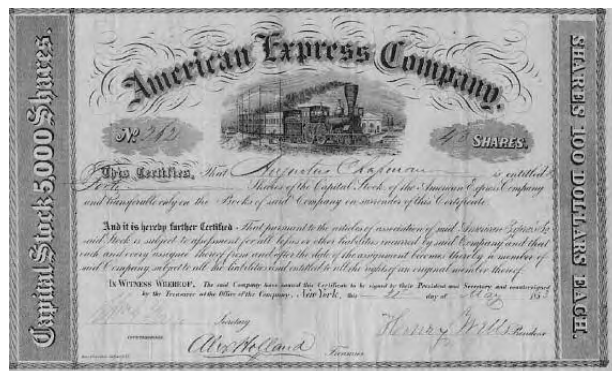 American Express Company.
Capital Stock 5,000 Shares.
SHARES 100 DOLLARS EACH.
No. 262
SHARES.
This Certifies, That Augustus Chapman is entitled to
Forty Shares of the Capital Stock of the American Express Company
and transferable only on the Books of said Company on surrender of this Certificate.
And it is hereby further Certified - That pursuant to the articles of association of said American Express Co
said Stock is subject to assessment for all losses or other liabilities incurred by said Company and that
each and every assignee thereof from and after the date of the assignment becomes thereby a member of
said Company subject to all the liabilities and entitled to all the rights of an original member thereof.
IN WITNESS WHEREOF, The said Company have caused this Certificate to be signed by their President and Secretary and countersigned
by the Treasurer at the Office of the Company, New York, this day of May 185
Secretary
Henry Wells President
Alex Holland Treasurer